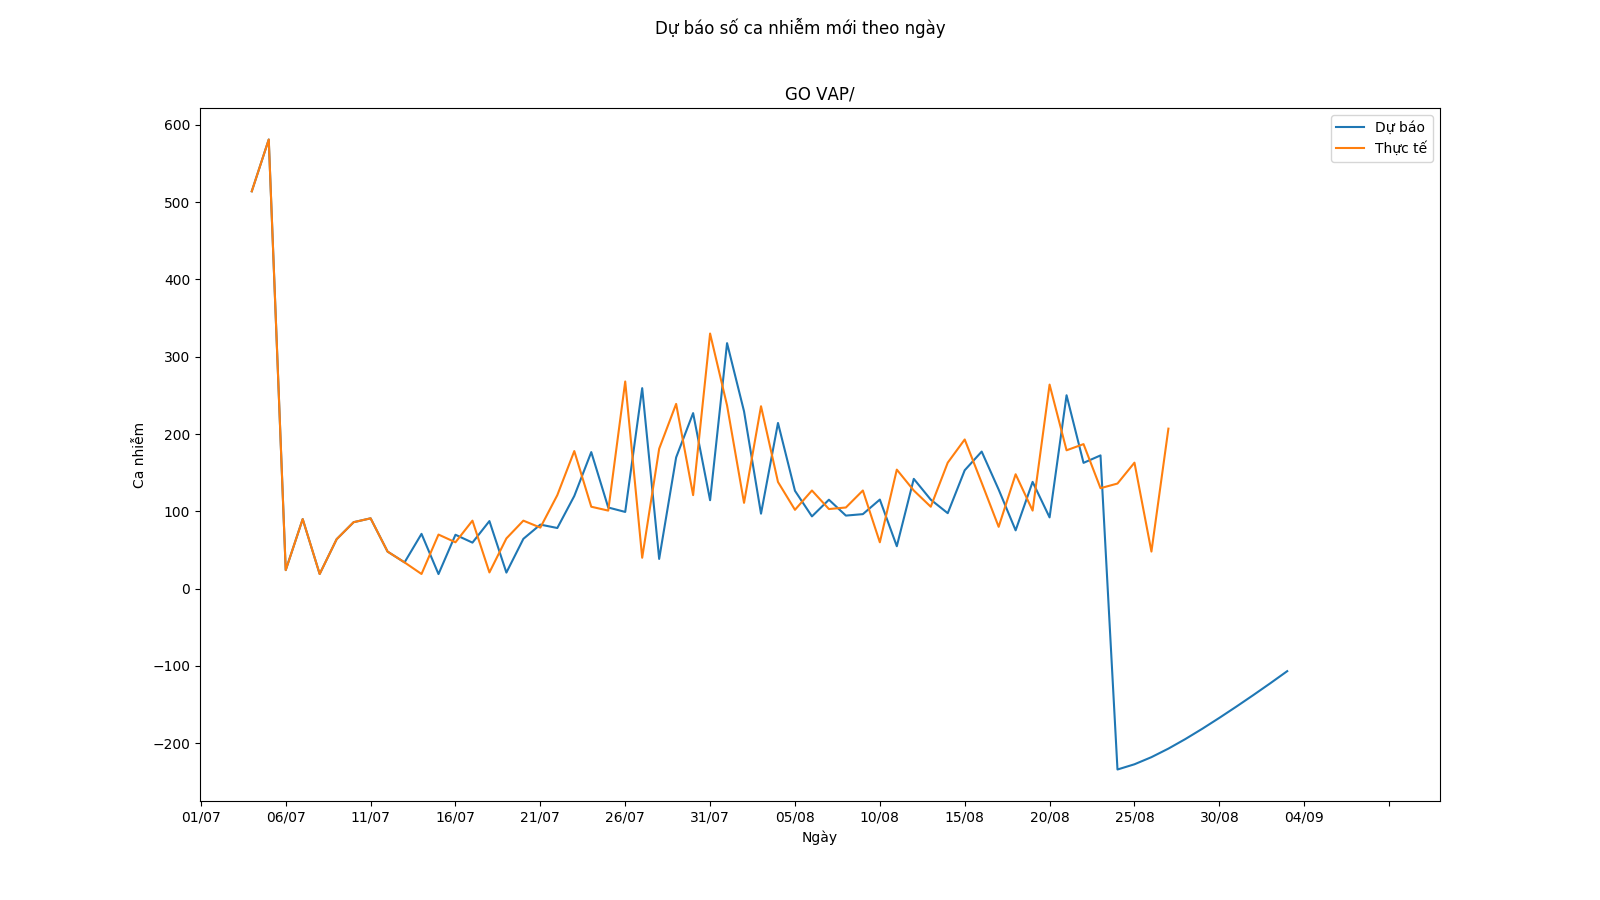 Dự báo số ca nhiễm mới theo ngày
GO VAP/
Dự báo
Thực tế
600
500
400
300
200
100
0
−100
−200
Ca nhiễm
01/07 06/07 11/07 16/07 21/07 26/07 31/07 05/08 10/08 15/08 20/08 25/08 30/08 04/09
Ngày